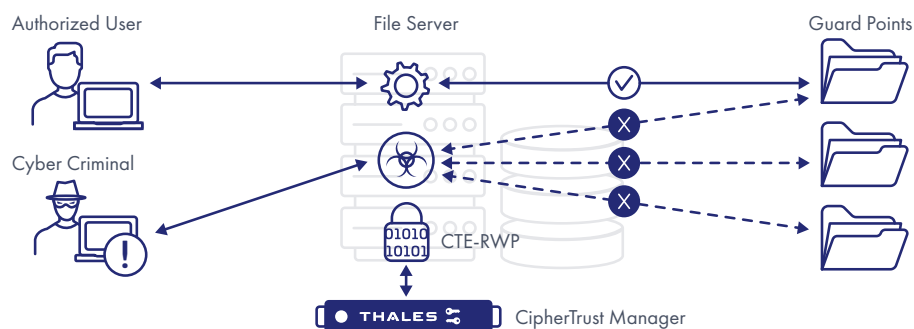 Authorized User
File Server
Guard Points
X
X
Cyber Criminal
X
01010
10101
CTE-RWP
!
THALES
CipherTrust Manager